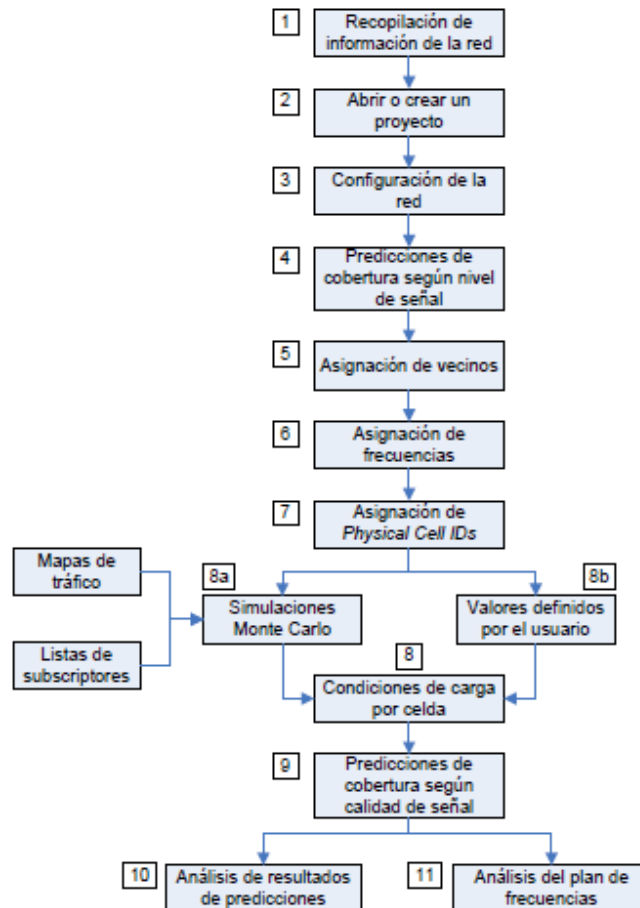 1
Recopilación de
información de la red
2
Abrir o crear un
proyecto
3
Configuración de la
red
4
Predicciones de
cobertura según nivel
de señal
5
Asignación de vecinos
6
Asignación de
frecuencias
7
Asignación de
Physical Cell IDs
Mapas de
tráfico
Listas de
subscriptores
8a
Simulaciones
Monte Carlo
8b
Valores definidos
por el usuario
8
Condiciones de carga
por celda
9
Predicciones de
cobertura según
calidad de señal
10
Análisis de resultados
de predicciones
11
Análisis del plan de
frecuencias